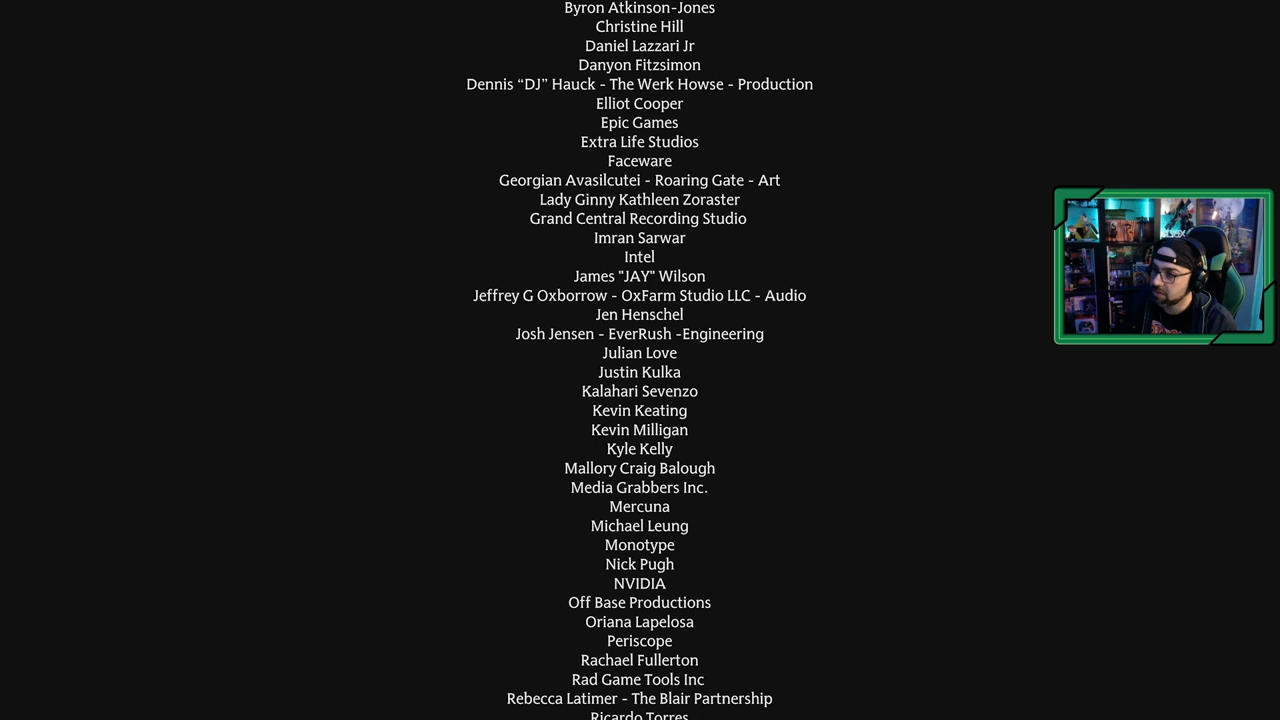 Byron Atkinson-Jones
Christine Hill
Daniel Lazzari Jr
Danyon Fitzsimon
Dennis “DJ” Hauck - The Werk Howse - Production
Elliot Cooper
Epic Games
Extra Life Studios
Faceware
Georgian Avasilcutei - Roaring Gate - Art
Lady Ginny Kathleen Zoraster
Grand Central Recording Studio
Imran Sarwar
Intel
James "JAY" Wilson
Jeffrey G Oxborrow - OxFarm Studio LLC - Audio
Jen Henschel
Josh Jensen - EverRush -Engineering
Julian Love
Justin Kulka
Kalahari Sevenzo
Kevin Keating
Kevin Milligan
Kyle Kelly
Mallory Craig Balough
Media Grabbers Inc.
Mercuna
Michael Leung
Monotype
Nick Pugh
NVIDIA
Off Base Productions
Oriana Lapelosa
Periscope
Rachael Fullerton
Rad Game Tools Inc
Rebecca Latimer - The Blair Partnership
Ricardo Torres